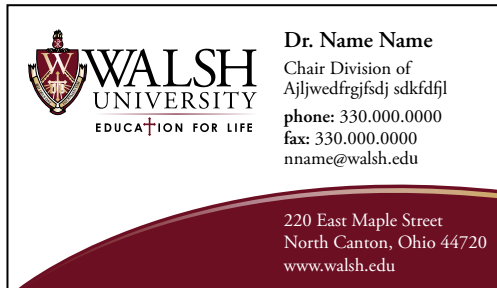 WALSH
UNIVERSITY
EDUCATION FOR LIFE
Dr. Name Name
Chair Division of
Ajljwedfrgjfsdj sdkfdfjl
phone: 330.000.0000
fax: 330.000.0000
nname@walsh.edu
220 East Maple Street
North Canton, Ohio 44720
www.walsh.edu